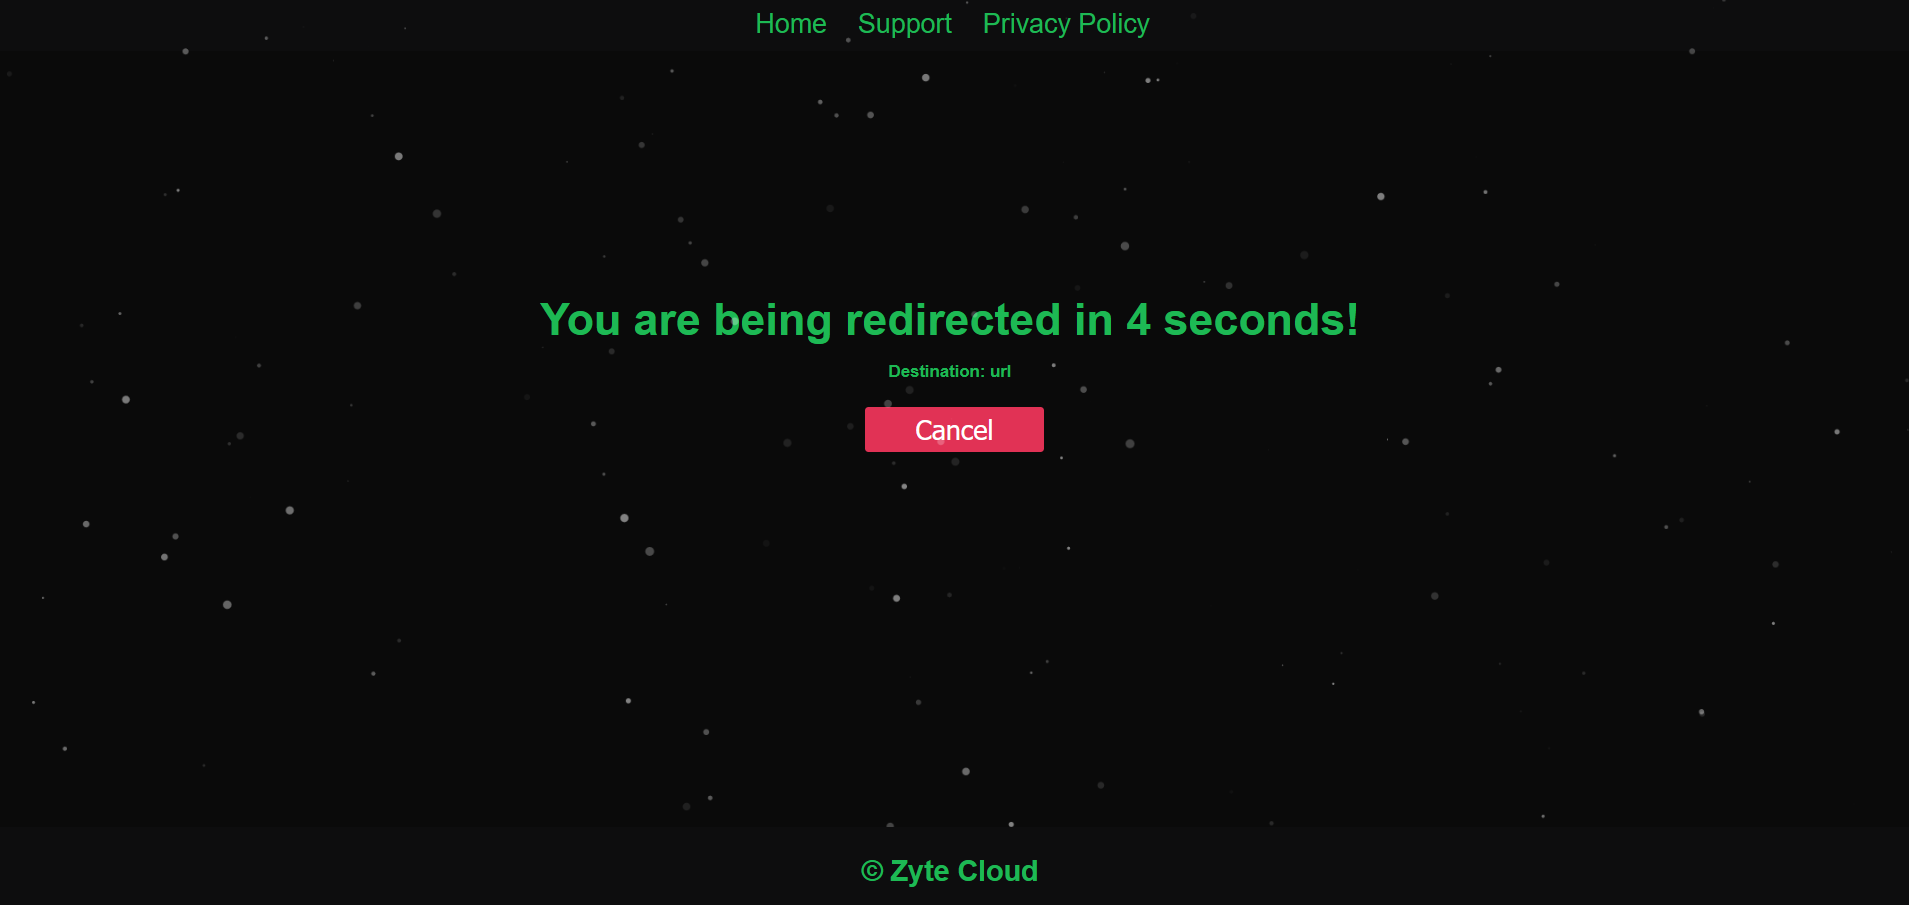 Home Support Privacy Policy
You are being redirected in 4 seconds!
Destination: url
Cancel
© Zyte Cloud